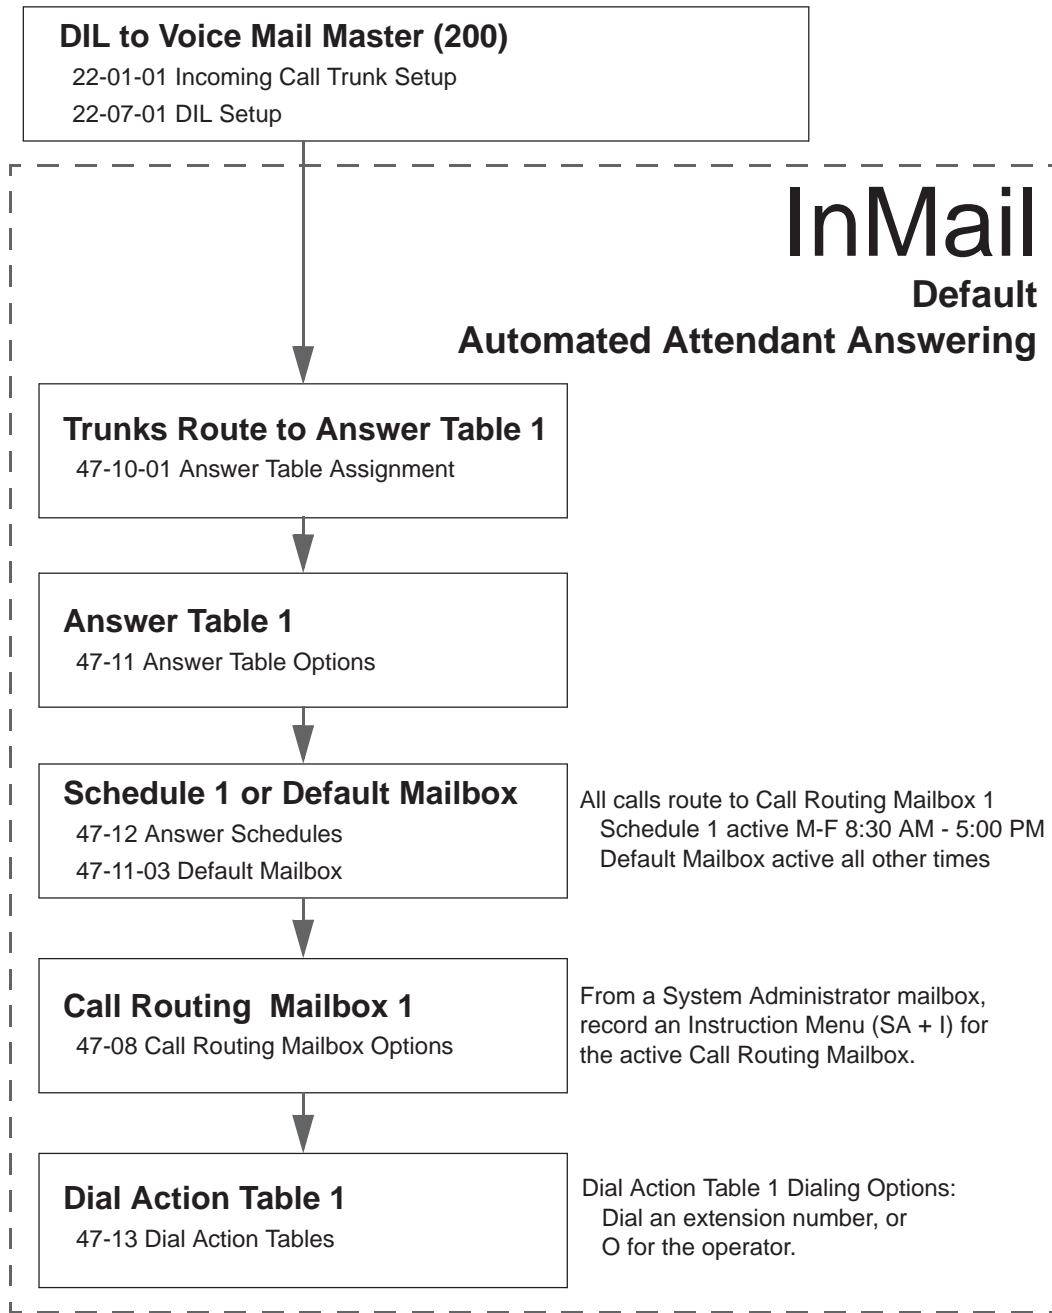 DIL to Voice Mail Master (200)
22-01-01 Incoming Call Trunk Setup
22-07-01 DIL Setup
InMail
Default
Automated Attendant Answering
Trunks Route to Answer Table 1
47-10-01 Answer Table Assignment
Answer Table 1
47-11 Answer Table Options
Schedule 1 or Default Mailbox
47-12 Answer Schedules
47-11-03 Default Mailbox
All calls route to Call Routing Mailbox 1
Schedule 1 active M-F 8:30 AM - 5:00 PM
Default Mailbox active all other times
Call Routing  Mailbox 1
47-08 Call Routing Mailbox Options
From a System Administrator mailbox,
record an Instruction Menu (SA + I) for
the active Call Routing Mailbox.
Dial Action Table 1
47-13 Dial Action Tables
Dial Action Table 1 Dialing Options:
Dial an extension number, or
O for the operator.